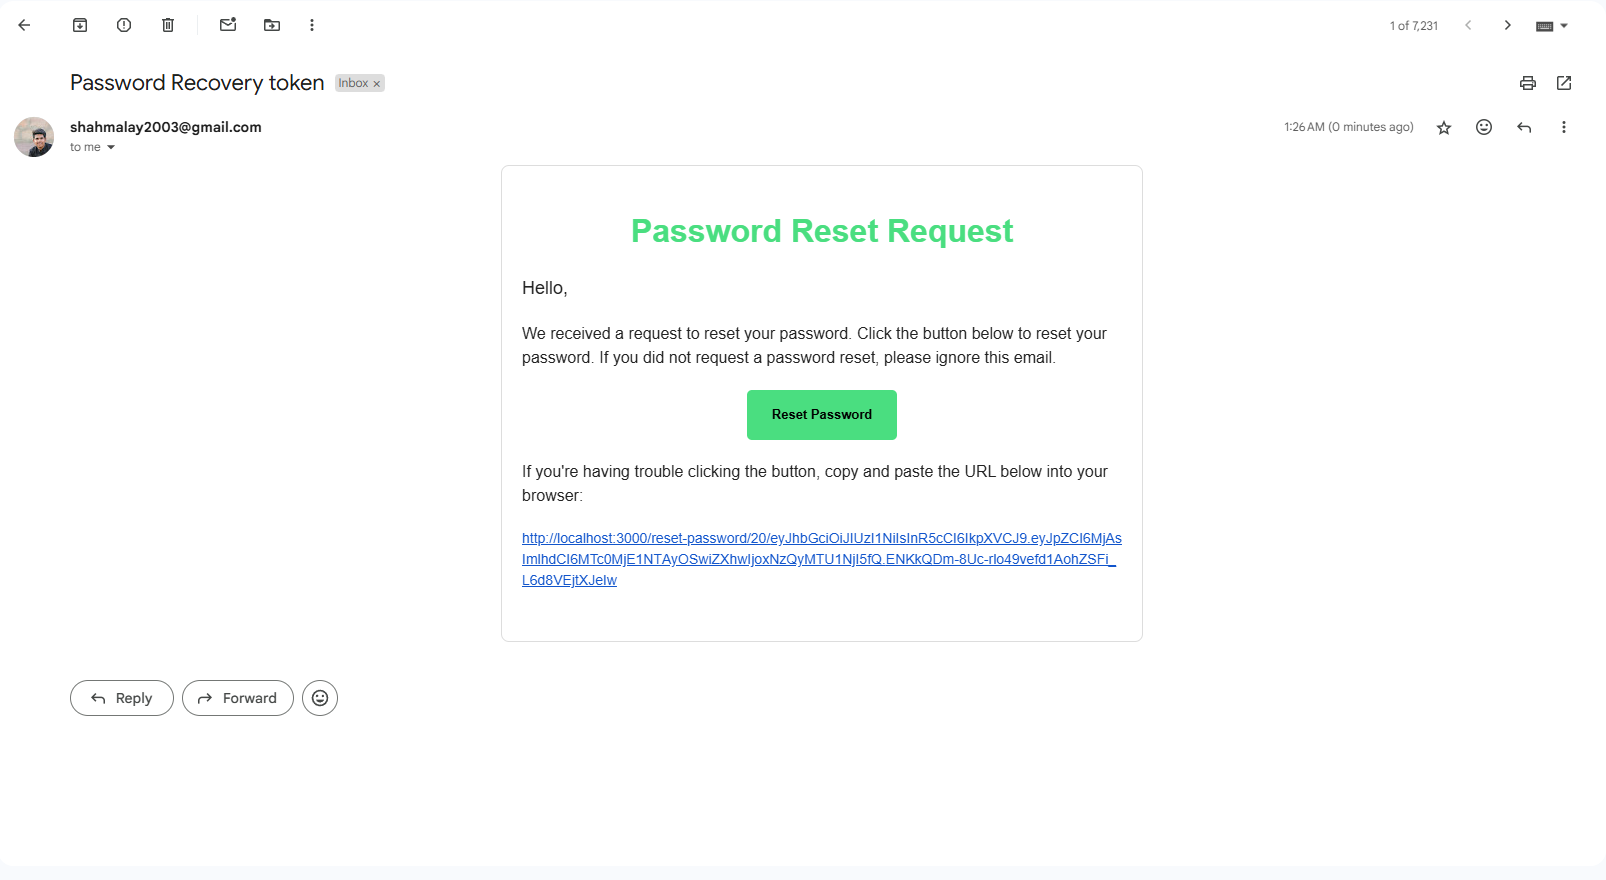 1 of 7,231
Password Recovery token Inbox ×
shahmalay2003@gmail.com 1:26 AM (0 minutes ago)
to me
Password Reset Request
Hello,
We received a request to reset your password. Click the button below to reset your
password. If you did not request a password reset, please ignore this email.
Reset Password
If you're having trouble clicking the button, copy and paste the URL below into your
browser:
http://localhost:3000/reset-password/20/eyJhbGciOiJIUzI1NiIsInR5cCI6IkpXVCJ9.eyJpZCI6MjAs
ImlhdCI6MTc0MjE1NTAyOSwiZXhwIjoxNzQyMTU1NjI5fQ.ENKkQDm-8Uc-rIo49vefd1AohZSFi_
L6d8VEjtXJeIw
Reply Forward